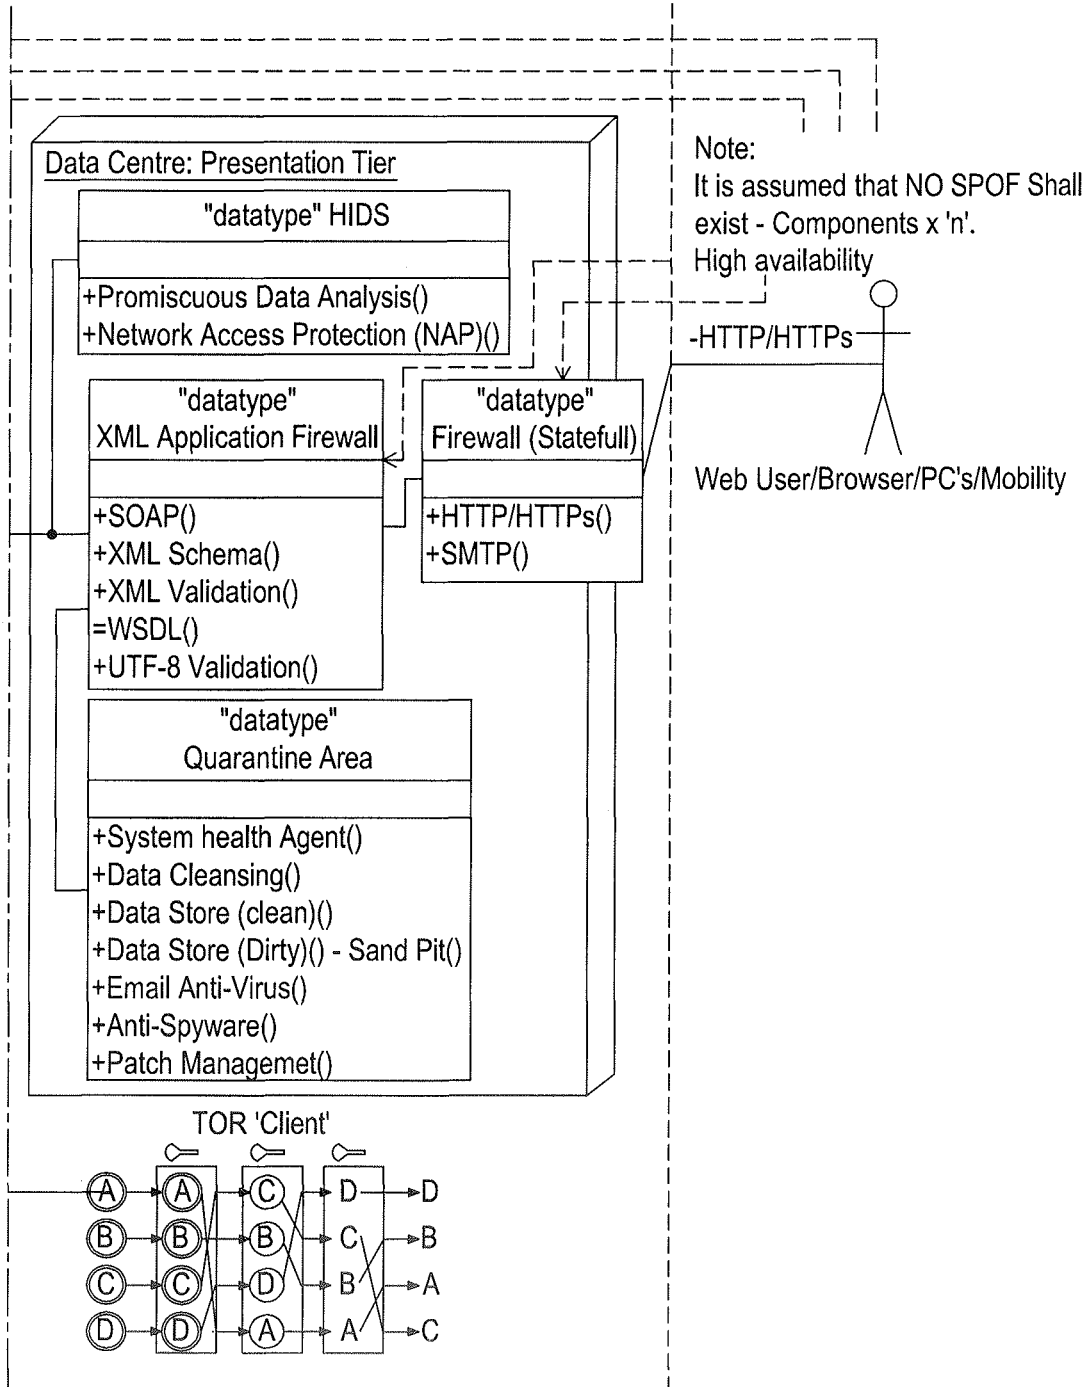 Data Centre: Presentation Tier
"datatype" HIDS
+Promiscuous Data Analysis()
+Network Access Protection (NAP)()
"datatype"
XML Application Firewall
+SOAP()
+XML Schema()
+XML Validation()
=WSDL()
+UTF-8 Validation()
"datatype"
Firewall (Statefull)
+HTTP/HTTPs()
+SMTP()
Note:
It is assumed that NO SPOF Shall
exist - Components x 'n'.
High availability
-HTTP/HTTPs
Web User/Browser/PC's/Mobility
"datatype"
Quarantine Area
+System health Agent()
+Data Cleansing()
+Data Store (clean)()
+Data Store (Dirty)() - Sand Pit()
+Email Anti-Virus()
+Anti-Spyware()
+Patch Managemet()
TOR 'Client'
A A C D D
B B B C B
C C D B A
D D A A C